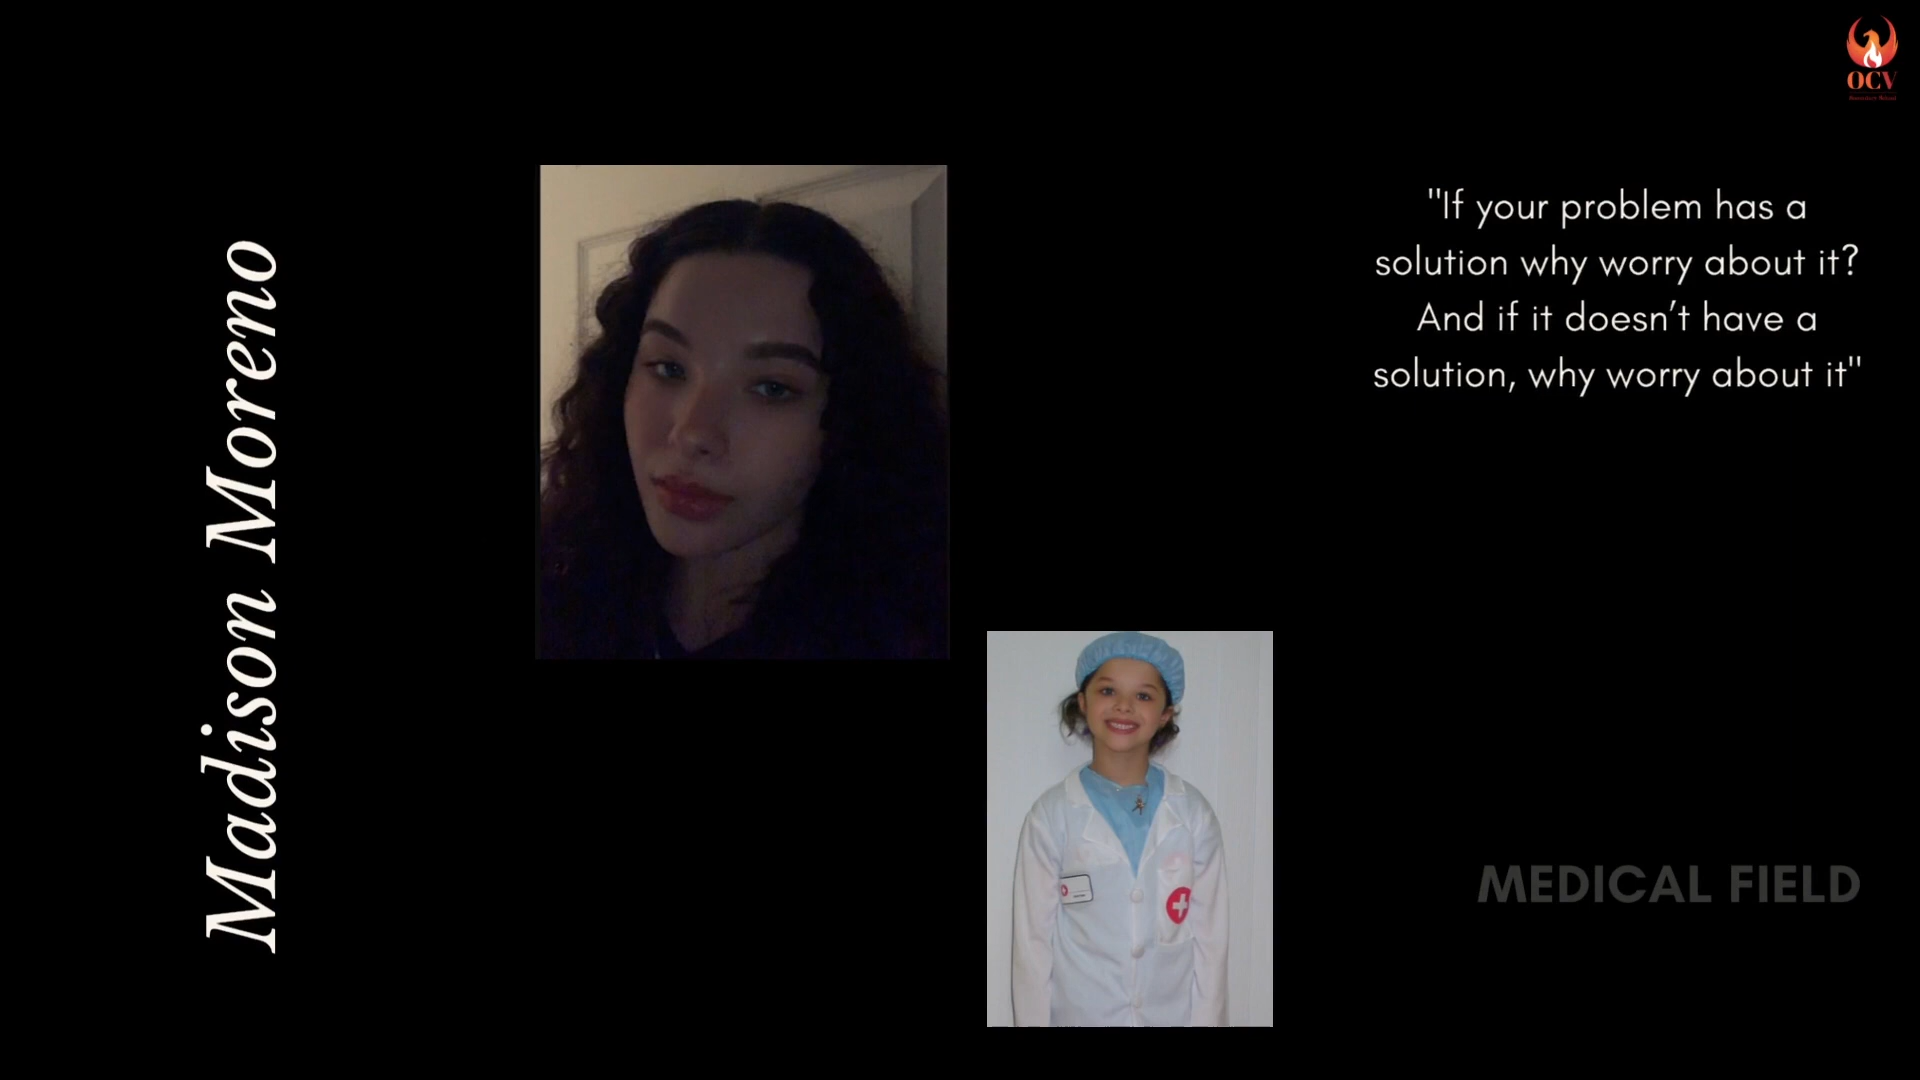 Madison Moreno
OCV
"If your problem has a
solution why worry about it?
And if it doesn’t have a
solution, why worry about it"
MEDICAL FIELD